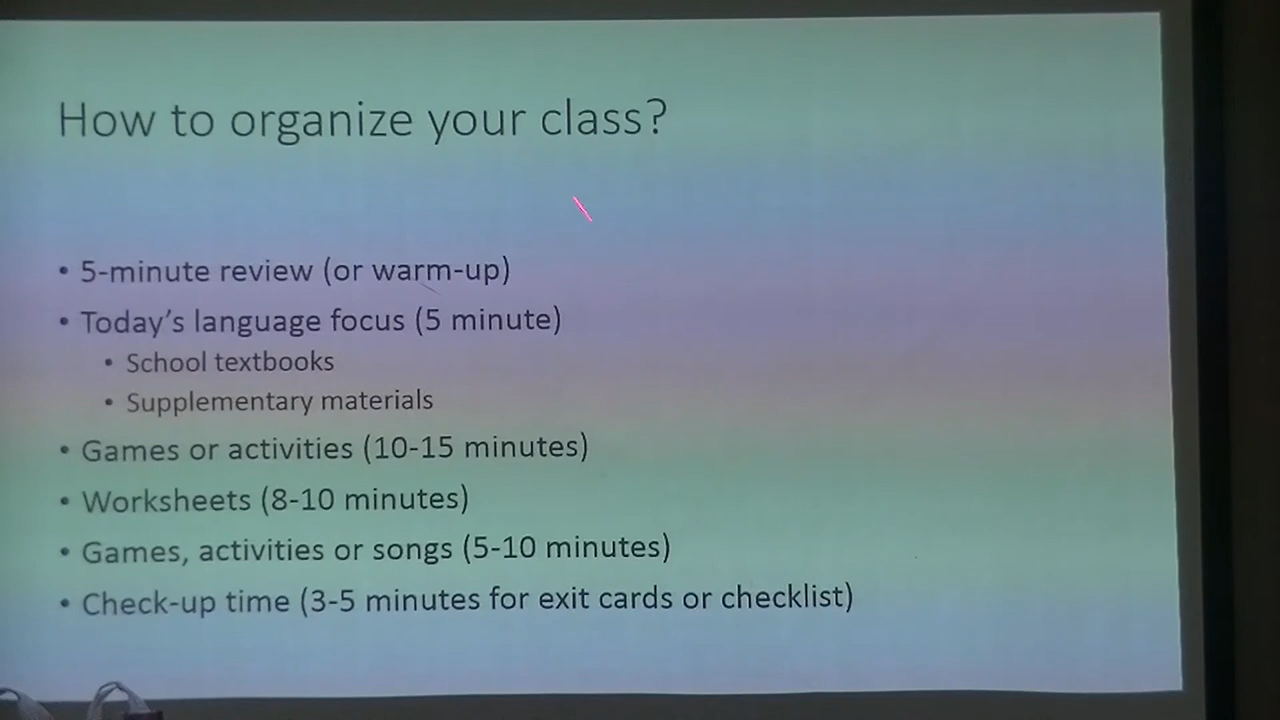 How to organize your class?
• 5-minute review (or warm-up)
• Today's language focus (5 minute)
• School textbooks
• Supplementary materials
• Games or activities (10-15 minutes)
• Worksheets (8-10 minutes)
• Games, activities or songs (5-10 minutes)
• Check-up time (3-5 minutes for exit cards or checklist)